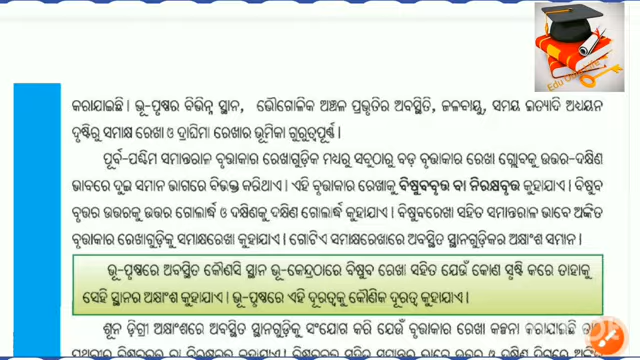 କରାଯାଇଛି। ଭୂ-ପୃଷ୍ଠର ବିଭିନ୍ନ ସ୍ଥାନ, ଭୌଗୋଳିକ ଅଞ୍ଚଳ ପ୍ରଭୃତିର ଅବସ୍ଥିତି, ଜଳବାୟୁ, ସମୟ ଇତ୍ୟାଦି ଅଧ୍ୟୟନ
ଦୃଷ୍ଟିରୁ ସମାକ୍ଷ ରେଖା ଓ ଦ୍ରାଘିମା ରେଖାର ଭୂମିକା ଗୁରୁତ୍ୱପୂର୍ଣ୍ଣ।
ପୂର୍ବ-ପଶ୍ଚିମ ସମାନ୍ତରାଳ ବୃତ୍ତାକାର ରେଖାଗୁଡ଼ିକ ମଧ୍ୟରୁ ସବୁଠାରୁ ବଡ଼ ବୃତ୍ତାକାର ରେଖା ଗ୍ଲୋବକୁ ଉତ୍ତର-ଦକ୍ଷିଣ
ଭାବରେ ଦୁଇ ସମାନ ଭାଗରେ ବିଭକ୍ତ କରିଥାଏ। ଏହି ବୃତ୍ତାକାର ରେଖାକୁ ବିଷୁବବୃତ୍ତ ବା ନିରକ୍ଷବୃତ୍ତ କୁହାଯାଏ। ବିଷୁବ
ବୃତ୍ତର ଉତ୍ତରକୁ ଉତ୍ତର ଗୋଲାର୍ଦ୍ଧ ଓ ଦକ୍ଷିଣକୁ ଦକ୍ଷିଣ ଗୋଲାର୍ଦ୍ଧ କୁହାଯାଏ। ବିଷୁବରେଖା ସହିତ ସମାନ୍ତରାଳ ଭାବେ ଅଙ୍କିତ
ବୃତ୍ତାକାର ରେଖାଗୁଡ଼ିକୁ ସମାକ୍ଷରେଖା କୁହାଯାଏ। ଗୋଟିଏ ସମାକ୍ଷରେଖାରେ ଅବସ୍ଥିତ ସ୍ଥାନଗୁଡ଼ିକର ଅକ୍ଷାଂଶ ସମାନ।
ଭୂ-ପୃଷ୍ଠରେ ଅବସ୍ଥିତ କୌଣସି ସ୍ଥାନ ଭୂ-କେନ୍ଦ୍ରଠାରେ ବିଷୁବ ରେଖା ସହିତ ଯେଉଁ କୋଣ ସୃଷ୍ଟି କରେ ତାହାକୁ
ସେହି ସ୍ଥାନର ଅକ୍ଷାଂଶ କୁହାଯାଏ। ଭୂ-ପୃଷ୍ଠରେ ଏହି ଦୂରତ୍ୱକୁ କୌଣିକ ଦୂରତ୍ୱ କୁହାଯାଏ।
ଶୂନ ଡ଼ିଗ୍ରୀ ଅକ୍ଷାଂଶରେ ଅବସ୍ଥିତ ସ୍ଥାନଗୁଡ଼ିକୁ ସଂଯୋଗ କରି ଯେଉଁ ବୃତ୍ତାକାର ରେଖା କଳ୍ପନା କରାଯାଇଛି